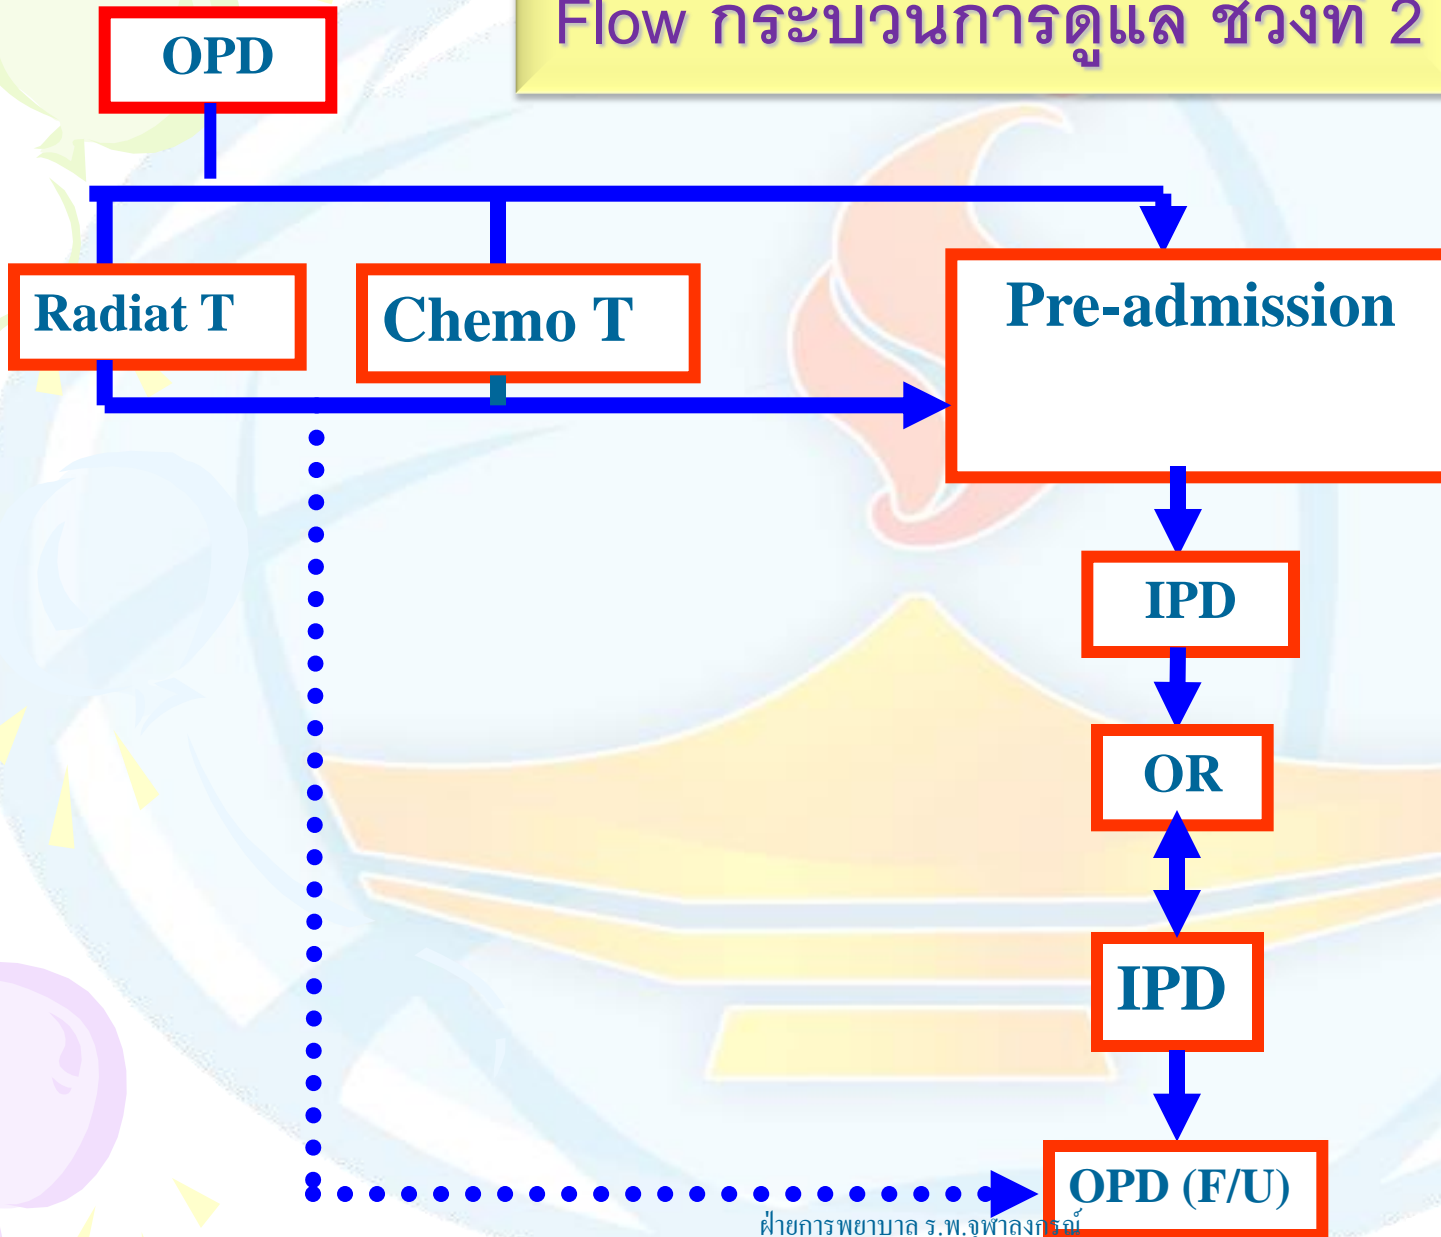 Flow กระบวนการดูแล ช่วงที่ 2
OPD
Radiat T
Chemo T
Pre-admission
IPD
OR
IPD
OPD (F/U)
ฝ่ายการพยาบาล ร.พ.จุฬาลงกรณ์